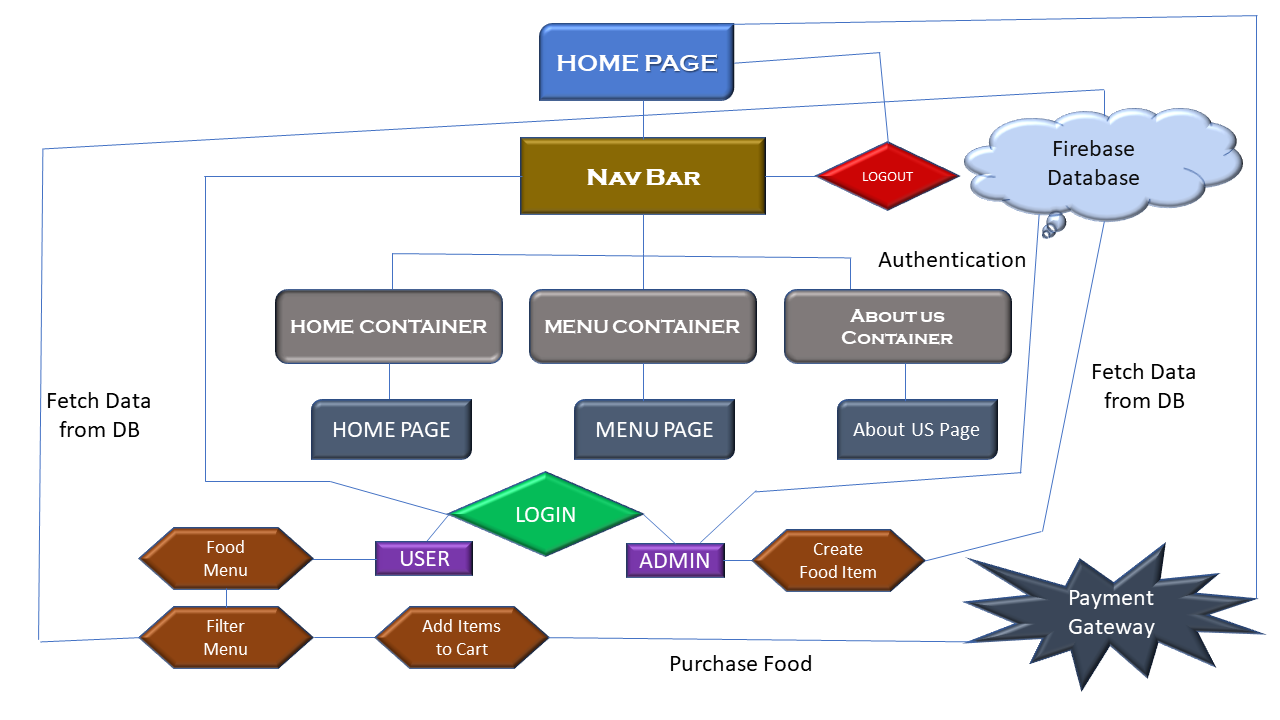 HOME PAGE
NAV BAR
LOGOUT
Firebase
Database
Authentication
HOME CONTAINER
MENU CONTAINER
ABOUT US
CONTAINER
Fetch Data
from DB
Fetch Data
from DB
HOME PAGE
MENU PAGE
About US Page
LOGIN
USER
ADMIN
Food
Menu
Create
Food Item
Filter
Menu
Add Items
to Cart
Payment
Gateway
Purchase Food